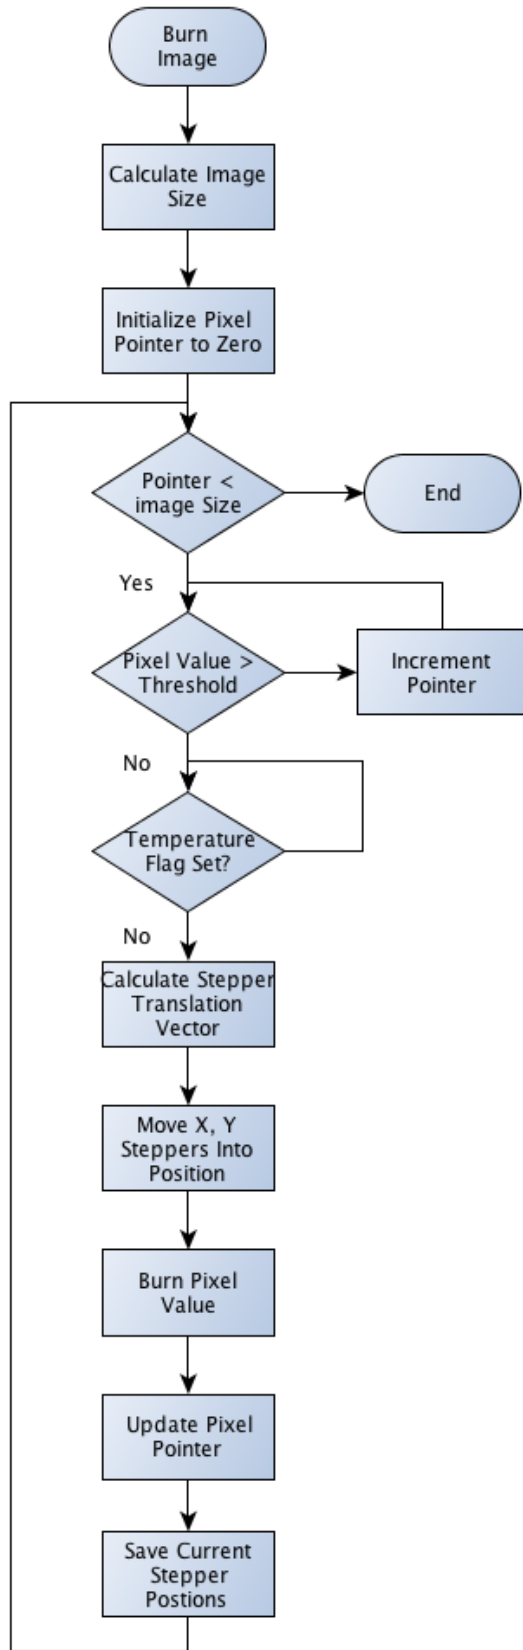 Burn
Image
Calculate Image
Size
Initialize Pixel
Pointer to Zero
Pointer <
image Size
End
Yes
Pixel Value >
Threshold
Increment
Pointer
No
Temperature
Flag Set?
No
Calculate Stepper
Translation
Vector
Move X, Y
Steppers Into
Position
Burn Pixel
Value
Update Pixel
Pointer
Save Current
Stepper
Postions